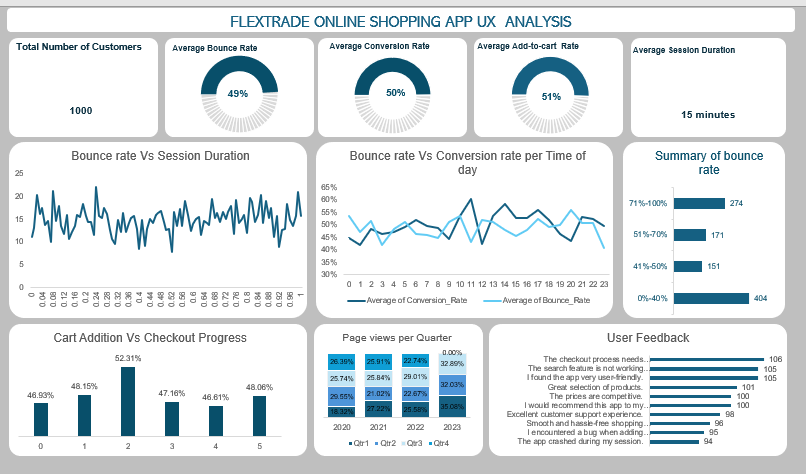 FLEXTRADE ONLINE SHOPPING APP UX ANALYSIS
Total Number of Customers
1000
Average Bounce Rate
49%
Average Conversion Rate
50%
Average Add-to-cart Rate
51%
Average Session Duration
15 minutes
Bounce rate Vs Session Duration
25
20
15
10
5
0
0 0.04 0.08 0.12 0.16 0.2 0.24 0.28 0.32 0.36 0.4 0.44 0.48 0.52 0.56 0.6 0.64 0.68 0.72 0.76 0.8 0.84 0.88 0.92 0.96 1
Bounce rate Vs Conversion rate per Time of
day
65%
60%
55%
50%
45%
40%
35%
30%
0 1 2 3 4 5 6 7 8 9 10 11 12 13 14 15 16 17 18 19 20 21 22 23
Average of Conversion_Rate Average of Bounce_Rate
Summary of bounce
rate
71%-100% 274
51%-70% 171
41%-50% 151
0%-40% 404
Cart Addition Vs Checkout Progress
46.93% 48.15% 52.31% 47.16% 46.61% 48.06%
0 1 2 3 4 5
Page views per Quarter
0.00%
26.39% 25.91% 22.74% 32.89%
25.74% 25.84% 29.01% 32.03%
29.55% 21.02% 22.67% 35.08%
18.32% 27.22% 25.58%
2020 2021 2022 2023
Qtr1 Qtr2 Qtr3 Qtr4
User Feedback
The checkout process needs.. 106
The search feature is not working.. 105
I found the app very user-friendly. 105
Great selection of products. 101
The prices are competitive. 100
I would recommend this app to my.. 100
Excellent customer support experience. 98
Smooth and hassle-free shopping.. 96
I encountered a bug when adding.. 95
The app crashed during my session. 94